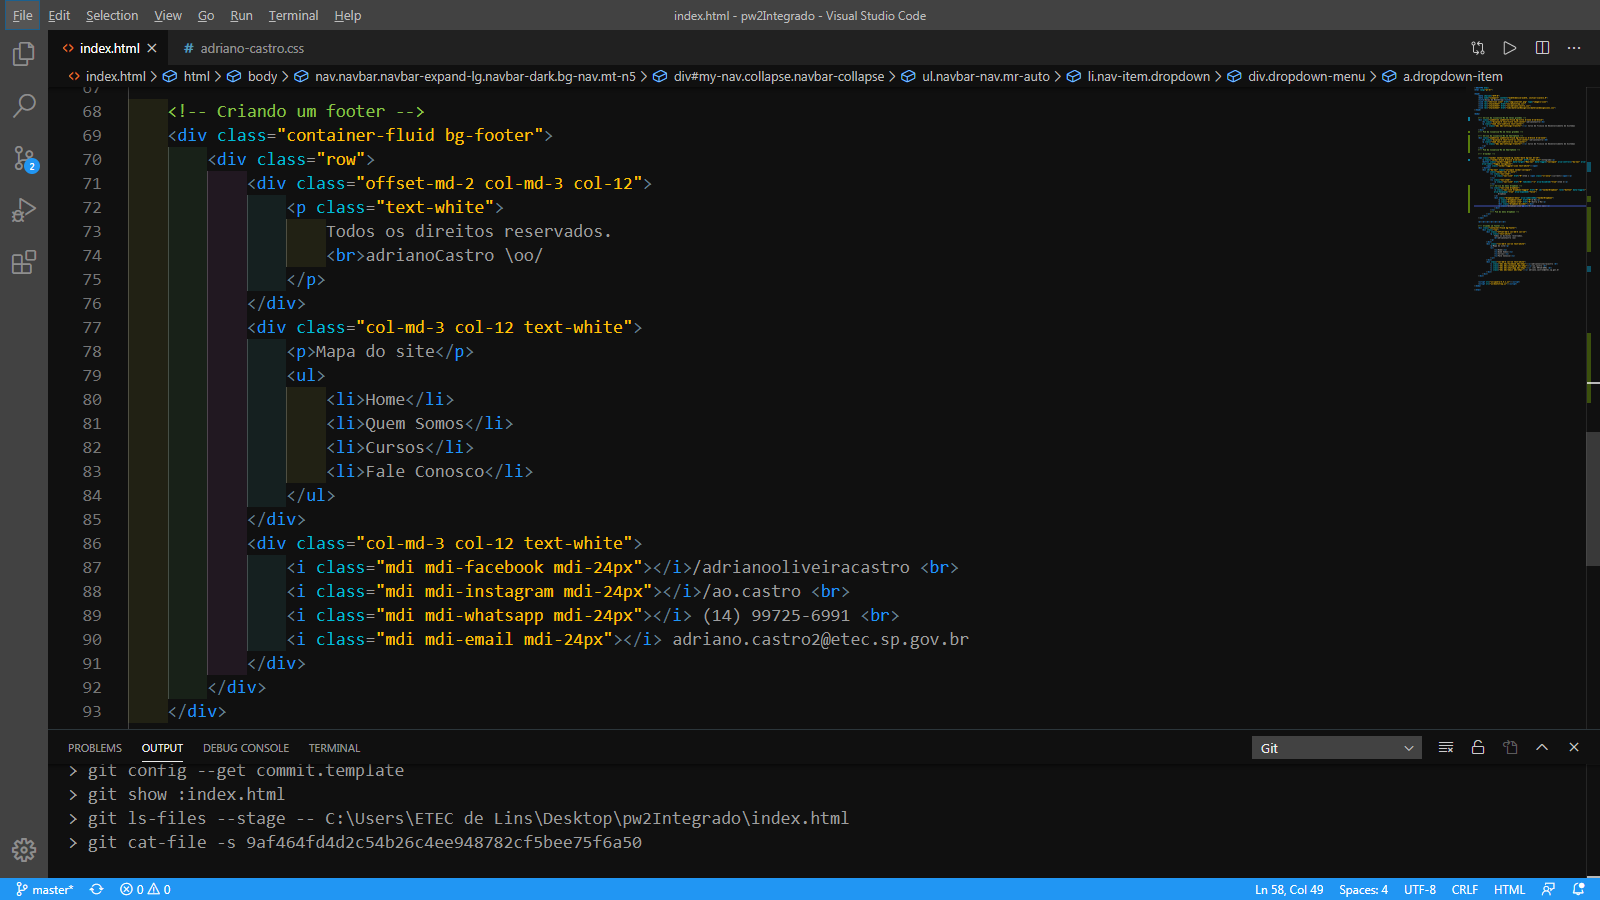 File Edit Selection View Go Run Terminal Help index.html - pw2Integrado - Visual Studio Code
index.html adriano-castro.css
index.html html body nav.navbar.navbar-expand-lg.navbar-dark.bg-nav.mt-n5 div#my-nav.collapse.navbar-collapse ul.navbar-nav.mr-auto li.nav-item.dropdown div.dropdown-menu a.dropdown-item
67
68 <!-- Criando um footer -->
69 <div class="container-fluid bg-footer">
70 <div class="row">
71 <div class="offset-md-2 col-md-3 col-12">
72 <p class="text-white">
73 Todos os direitos reservados.
74 <br>adrianoCastro \oo/
75 </p>
76 </div>
77 <div class="col-md-3 col-12 text-white">
78 <p>Mapa do site</p>
79 <ul>
80 <li>Home</li>
81 <li>Quem Somos</li>
82 <li>Cursos</li>
83 <li>Fale Conosco</li>
84 </ul>
85 </div>
86 <div class="col-md-3 col-12 text-white">
87 <i class="mdi mdi-facebook mdi-24px"></i>/adrianooliveiracastro <br>
88 <i class="mdi mdi-instagram mdi-24px"></i>/ao.castro <br>
89 <i class="mdi mdi-whatsapp mdi-24px"></i> (14) 99725-6991 <br>
90 <i class="mdi mdi-email mdi-24px"></i> adriano.castro2@etec.sp.gov.br
91 </div>
92 </div>
93 </div>
2
PROBLEMS OUTPUT DEBUG CONSOLE TERMINAL Git
> git config --get commit.template
> git show :index.html
> git ls-files --stage -- C:\Users\ETEC de Lins\Desktop\pw2Integrado\index.html
> git cat-file -s 9af464fd4d2c54b26c4ee948782cf5bee75f6a50
master* 0 0 Ln 58, Col 49 Spaces: 4 UTF-8 CRLF HTML